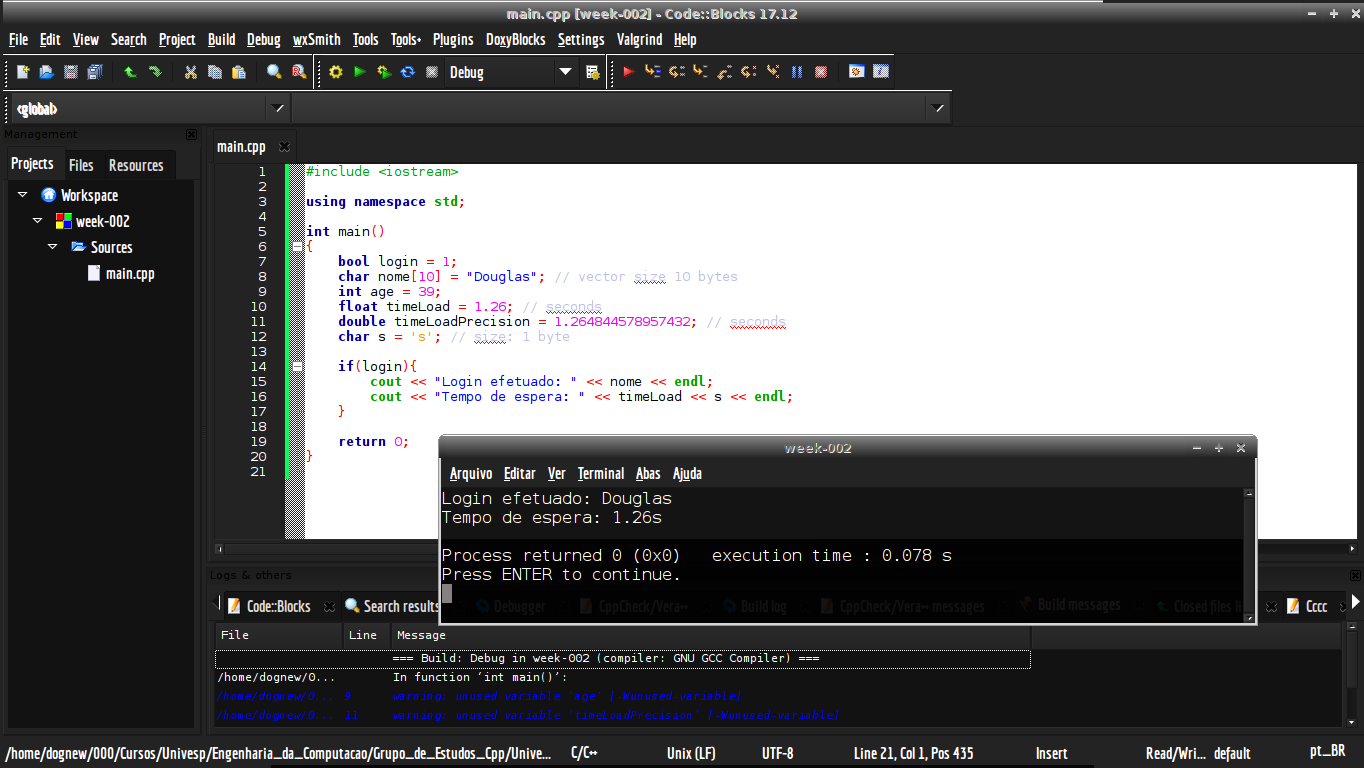 main.cpp [week-002] - Code::Blocks 17.12
File Edit View Search Project Build Debug wxSmith Tools Tools+ Plugins DoxyBlocks Settings Valgrind Help
Debug
<global>
Management
Projects Files Resources
Workspace
week-002
Sources
main.cpp
main.cpp
1 #include <iostream>
2
3 using namespace std;
4
5 int main()
6 {
7 bool login = 1;
8 char nome[10] = "Douglas"; // vector size 10 bytes
9 int age = 39;
10 float timeLoad = 1.26; // seconds
11 double timeLoadPrecision = 1.264844578957432; // seconds
12 char s = 's'; // size: 1 byte
13
14 if(login){
15 cout << "Login efetuado: " << nome << endl;
16 cout << "Tempo de espera: " << timeLoad << s << endl;
17 }
18
19 return 0;
20 }
21
week-002
Arquivo Editar Ver Terminal Abas Ajuda
Login efetuado: Douglas
Tempo de espera: 1.26s
Process returned 0 (0x0) execution time : 0.078 s
Press ENTER to continue.
Logs & others
Code::Blocks Search results Debugger CppCheck/Vera++ Build log CppCheck/Vera++ messages Build messages Closed files li Cccc
File Line Message
=== Build: Debug in week-002 (compiler: GNU GCC Compiler) ===
/home/dognew/0... In function ‘int main()’:
/home/dognew/0... 9 warning: unused variable ‘age’ [-Wunused-variable]
/home/dognew/0... 11 warning: unused variable ‘timeLoadPrecision’ [-Wunused-variable]
/home/dognew/000/Cursos/Univesp/Engenharia_da_Computacao/Grupo_de_Estudos_Cpp/Unive... C/C++ Unix (LF) UTF-8 Line 21, Col 1, Pos 435 Insert Read/Wri... default pt_BR